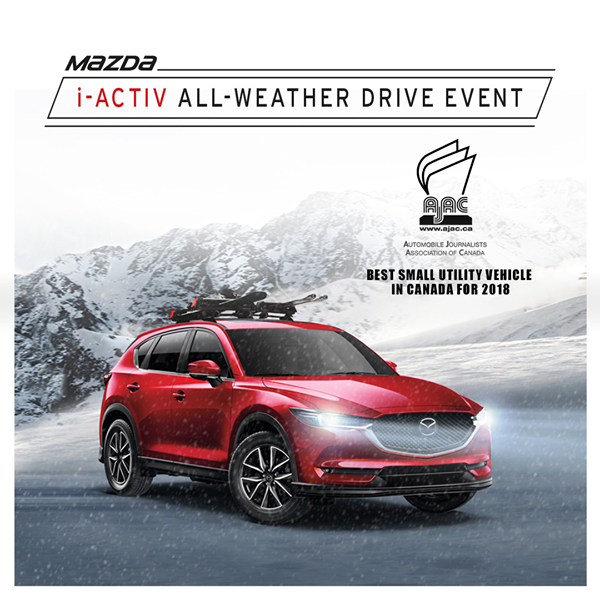 mazda
i-ACTIV ALL-WEATHER DRIVE EVENT
AJAC
www.ajac.ca
AUTOMOBILE JOURNALISTS
ASSOCIATION OF CANADA
BEST SMALL UTILITY VEHICLE
IN CANADA FOR 2018